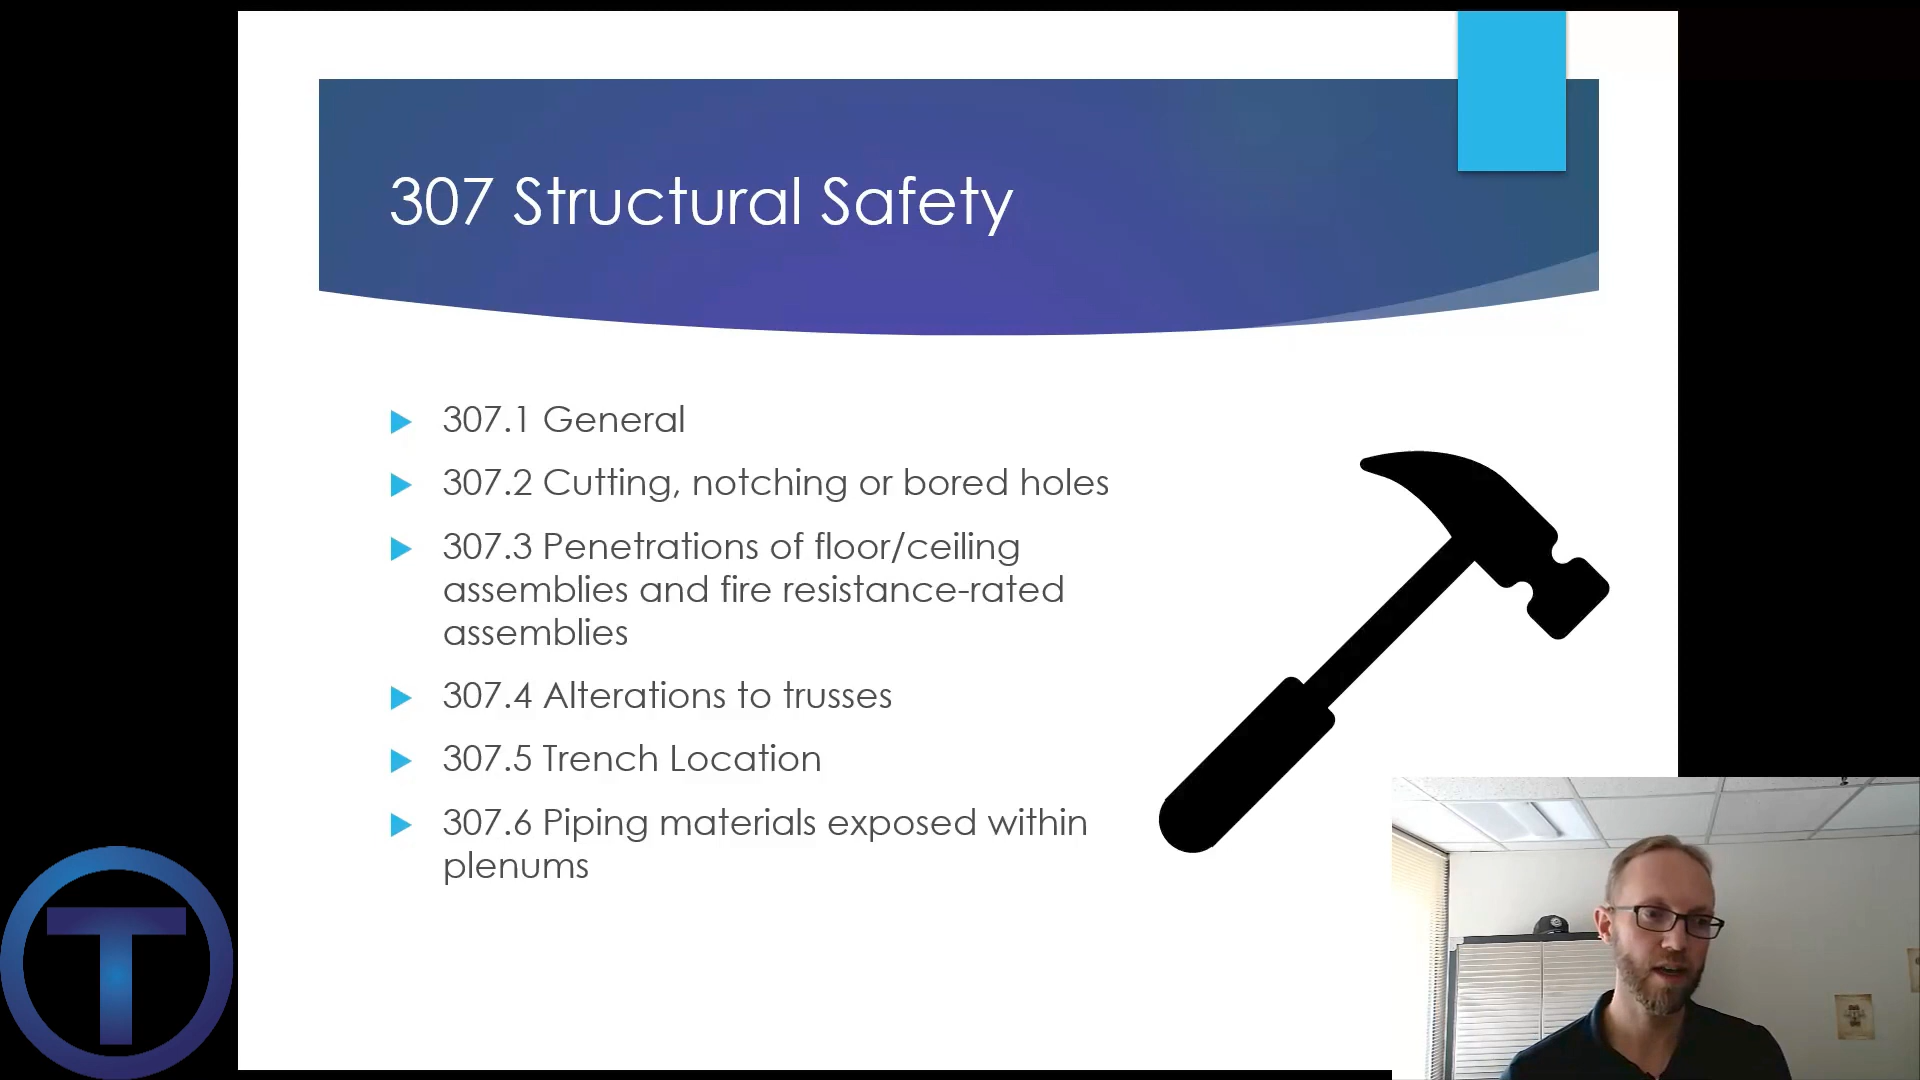 307 Structural Safety
307.1 General
307.2 Cutting, notching or bored holes
307.3 Penetrations of floor/ceiling
assemblies and fire resistance-rated
assemblies
307.4 Alterations to trusses
307.5 Trench Location
307.6 Piping materials exposed within
plenums
T